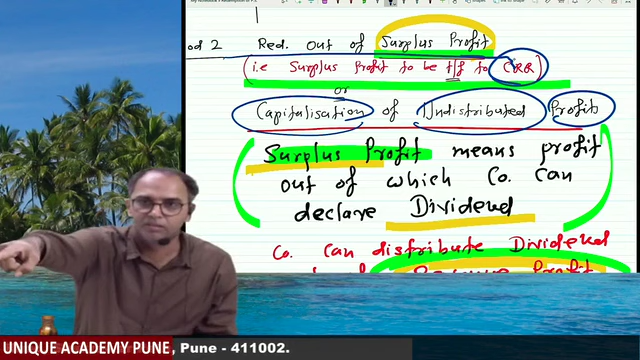 od 2 Red. Out of Surplus Profit
(i.e Surplus Profit to be t/f to CRR)
or
Capitalisation of Undistributed Profit
Surplus Profit means profit
out of which Co. can
declare Dividend
Co. can distribute Dividend
Revenue Profit
UNIQUE ACADEMY PUNE, Pune - 411002.